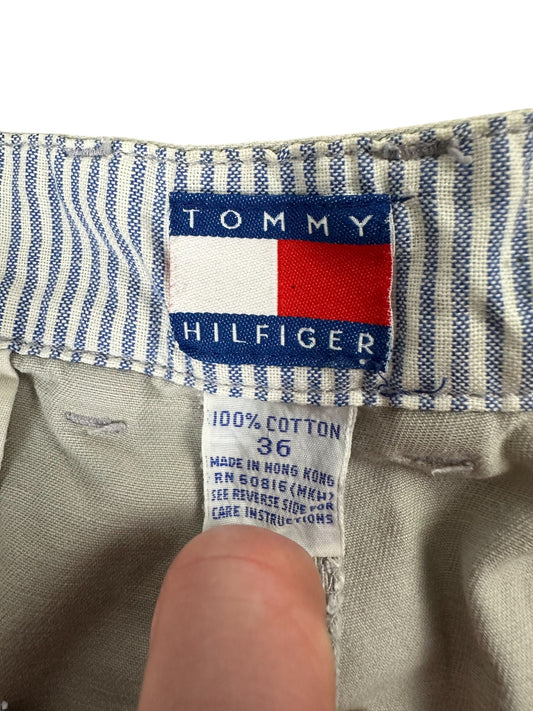 TOMMY
HILFIGER
100% COTTON
36
MADE IN HONG KONG
RN 60816 (MKH)
SEE REVERSE SIDE FOR
CARE INSTRUCTIONS